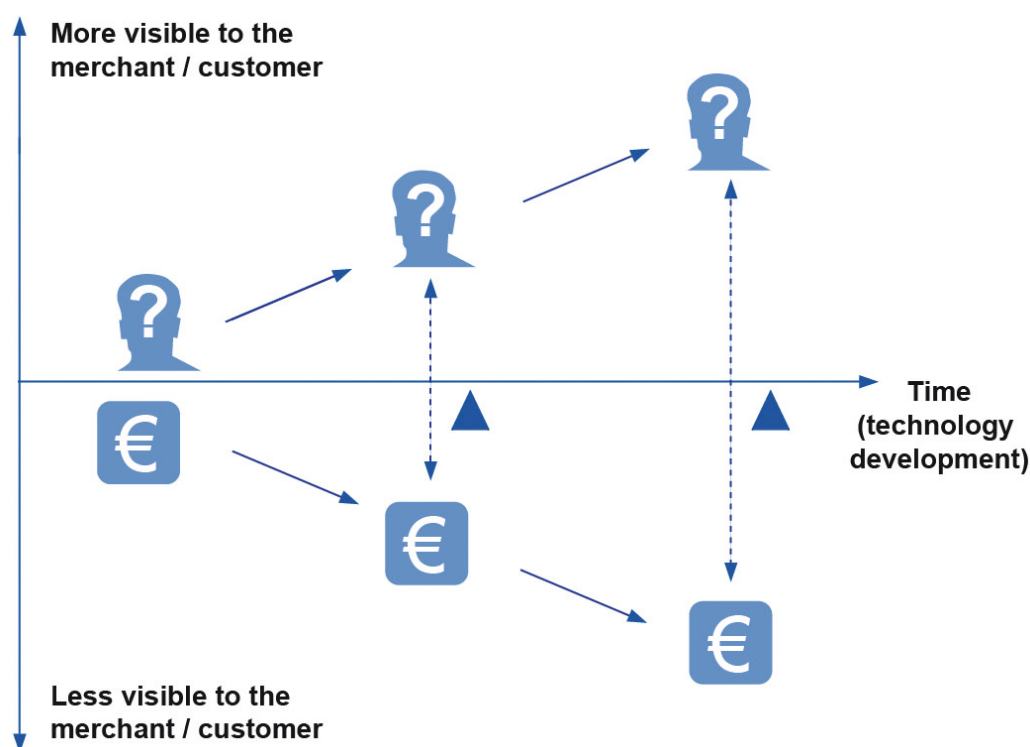 More visible to the
merchant / customer
?
?
?
Time
(technology
development)
€
€
€
Less visible to the
merchant / customer